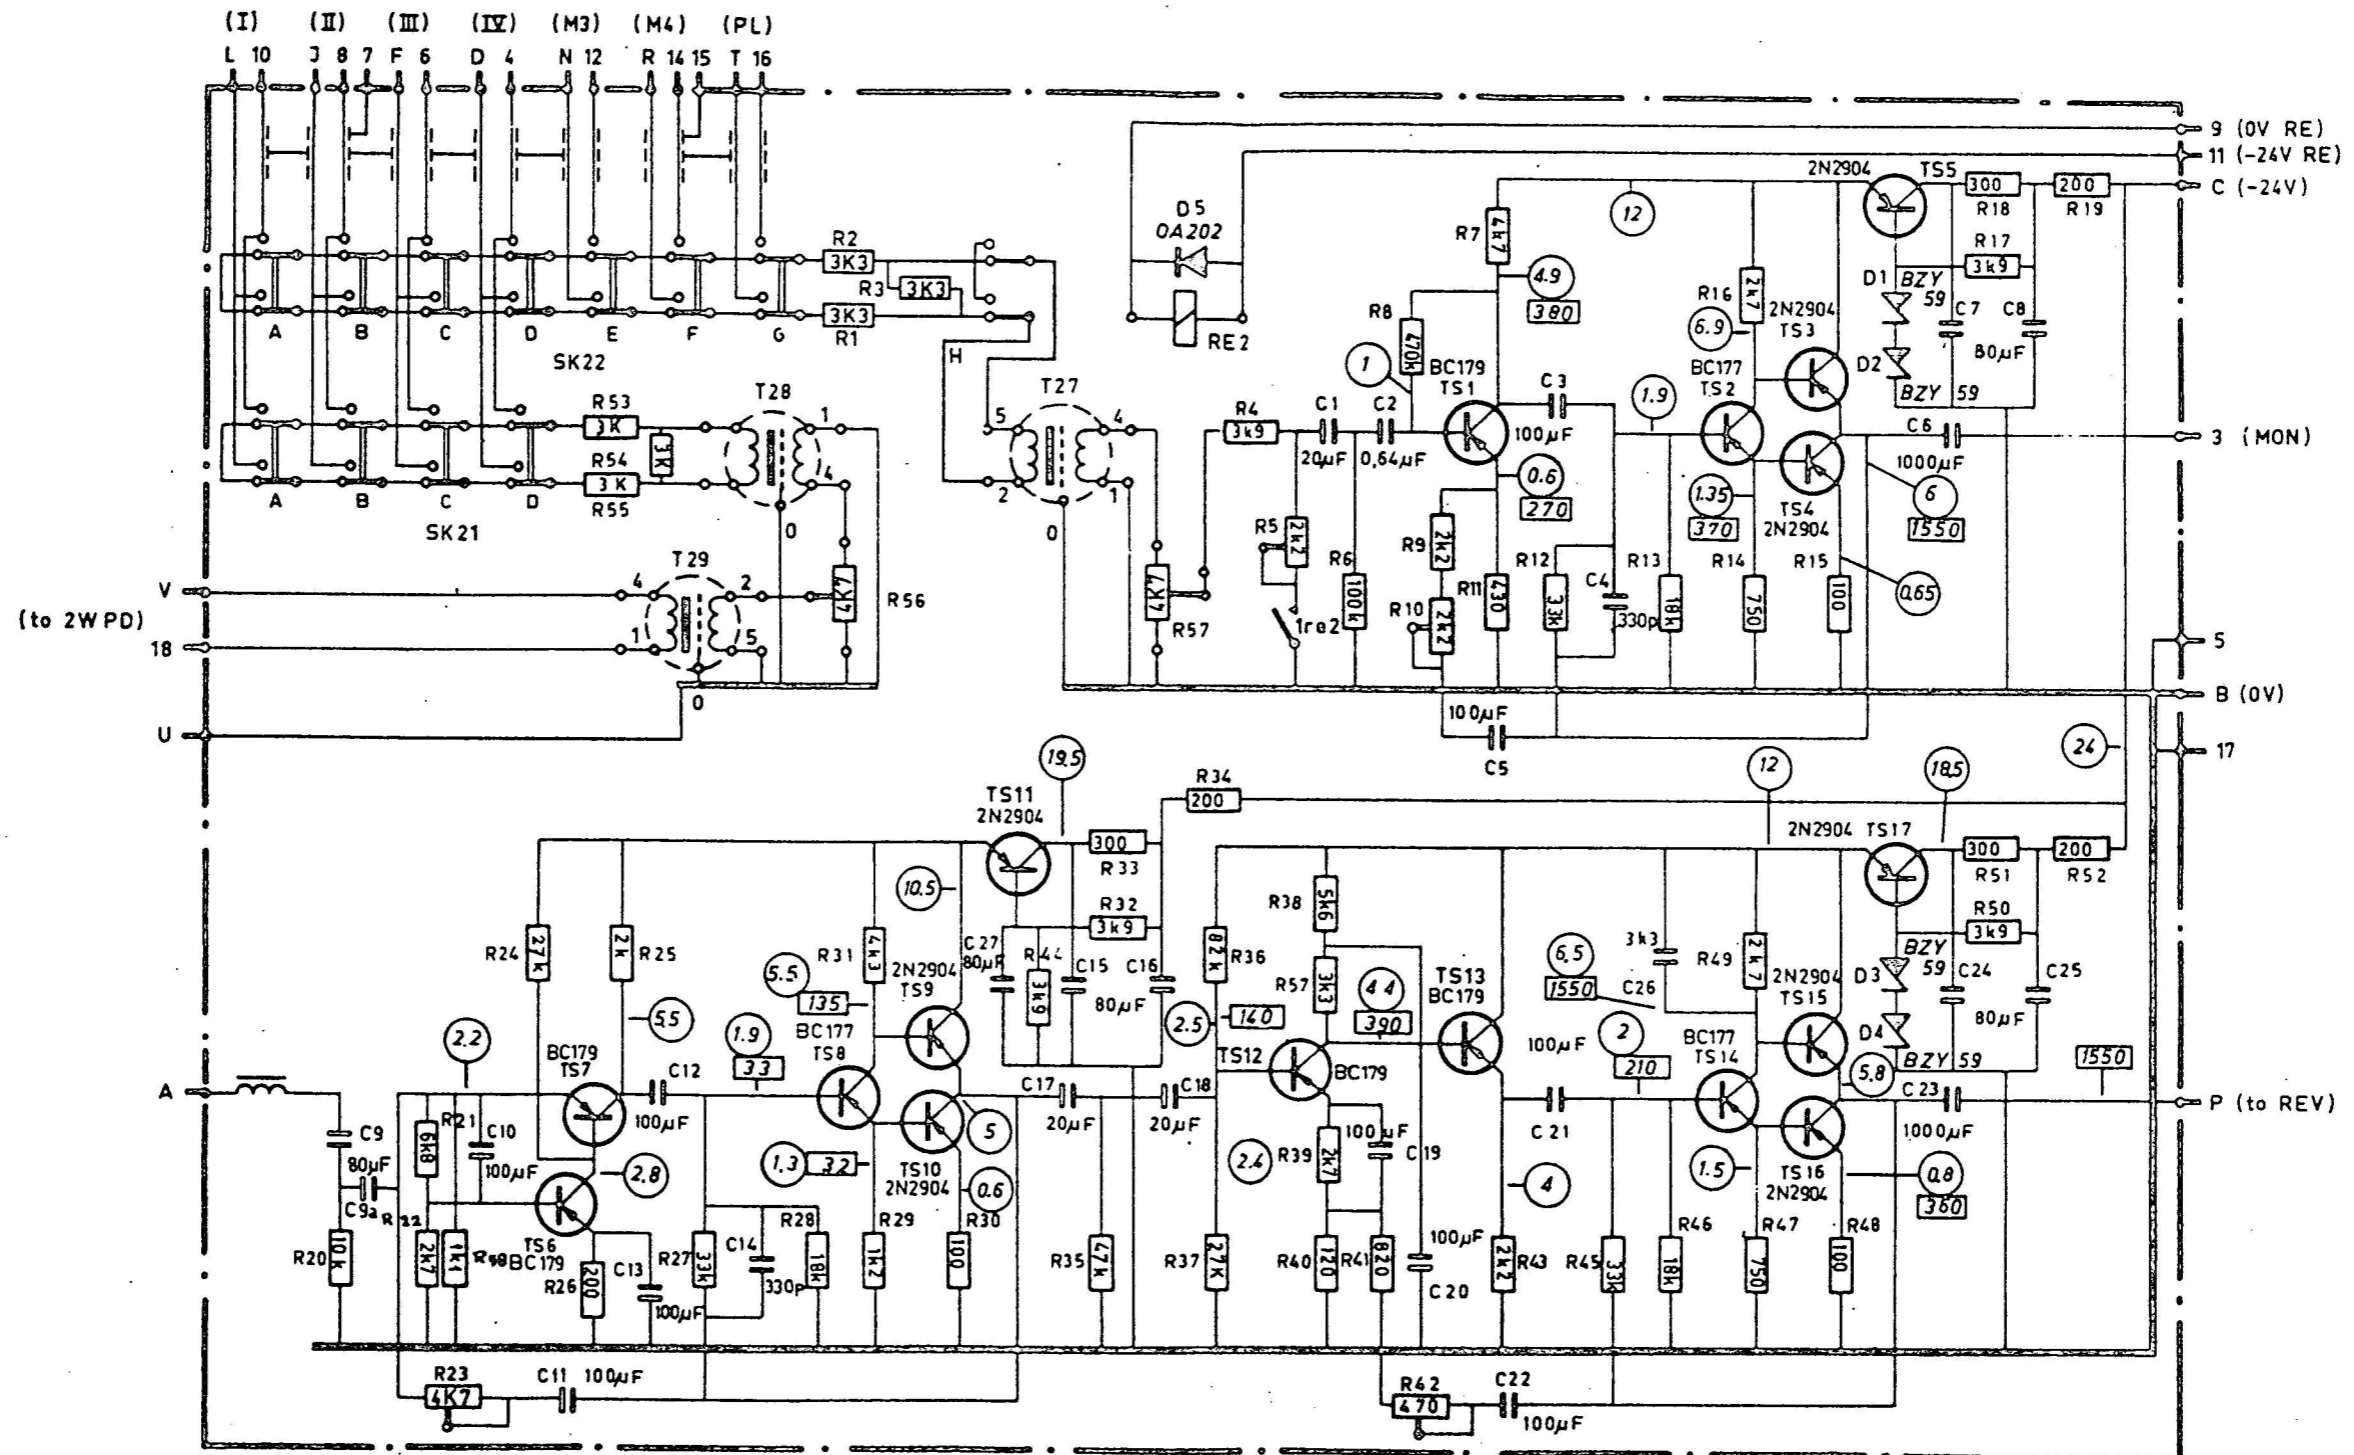 (I) (II) (III) (IV) (M3) (M4) (PL)
L 10 J 8 7 F 6 D 4 N 12 R 14 15 T 16
9 (0V RE)
11 (-24V RE)
C (-24V)
2N2904 TS5
300
R18
200
R19
R17
3k9
D1 BZY
59
D2
BZY 59
C7
C8
80µF
D5
OA202
RE2
R7
4k7
12
4.9
380
R8
470k
1
R16
2k7
6.9
2N2904
TS3
BC179
TS1
BC177
TS2
C3
100µF
1.9
R2
3K3
R3
3K3
3K3
R1
A B C D E F G
SK22
H
R53
3K
3K
R54
3K
R55
A B C D
SK21
T28
1
4
0
T27
5
2
4
1
0
R4
3k9
C1
20µF
C2
0,64µF
0.6
270
1.35
370
TS4
2N2904
C6
1000µF
3 (MON)
6
1550
R5
2k2
1re2
R6
100k
R9
2k2
R10
2k2
R11
430
R12
33k
C4
330p
R13
18k
R14
750
R15
100
0.65
T29
4
1
2
5
0
4K7
R56
4K7
R57
V
(to 2W PD)
18
U
5
B (0V)
17
100µF
C5
24
19.5
12
18.5
R34
200
TS11
2N2904
300
R33
R32
3k9
2N2904 TS17
300
R51
200
R52
R50
3k9
D3 BZY
59
D4
BZY 59
C24
C25
80µF
R24
27k
2k
R25
10.5
R31
4k3
5.5
135
2N2904
TS9
C27
80µF
R44
3k9
C15
C16
80µF
82k
R36
R38
5k6
R57
3k3
4 4
390
TS13
BC179
6.5
1550
3k3
C26
R49
2k7
2N2904
TS15
2.2
5.5
BC179
TS7
C12
100µF
1.9
33
BC177
TS8
2.5
140
TS12
BC179
100µF
2
210
BC177
TS14
5.8
1550
A
C17
20µF
C18
20µF
C21
C23
1000µF
P (to REV)
C9
80µF
C9a
R21
6k8
C10
100µF
2.8
R22
1.3
32
TS10
2N2904
5
0.6
2.4
100µF
R39
2k7
C19
4
1.5
TS16
2N2904
0.8
360
R20
10k
2k7
TS6
BC179
R26
200
C13
100µF
R27
33k
C14
330p
R28
18k
R29
1k2
R30
100
R35
47k
R37
27K
R40
120
R41
820
100µF
C20
2k2
R43
R45
33k
R46
18k
R47
750
R48
100
R23
4K7
C11 100µF
R42
470
C22
100µF